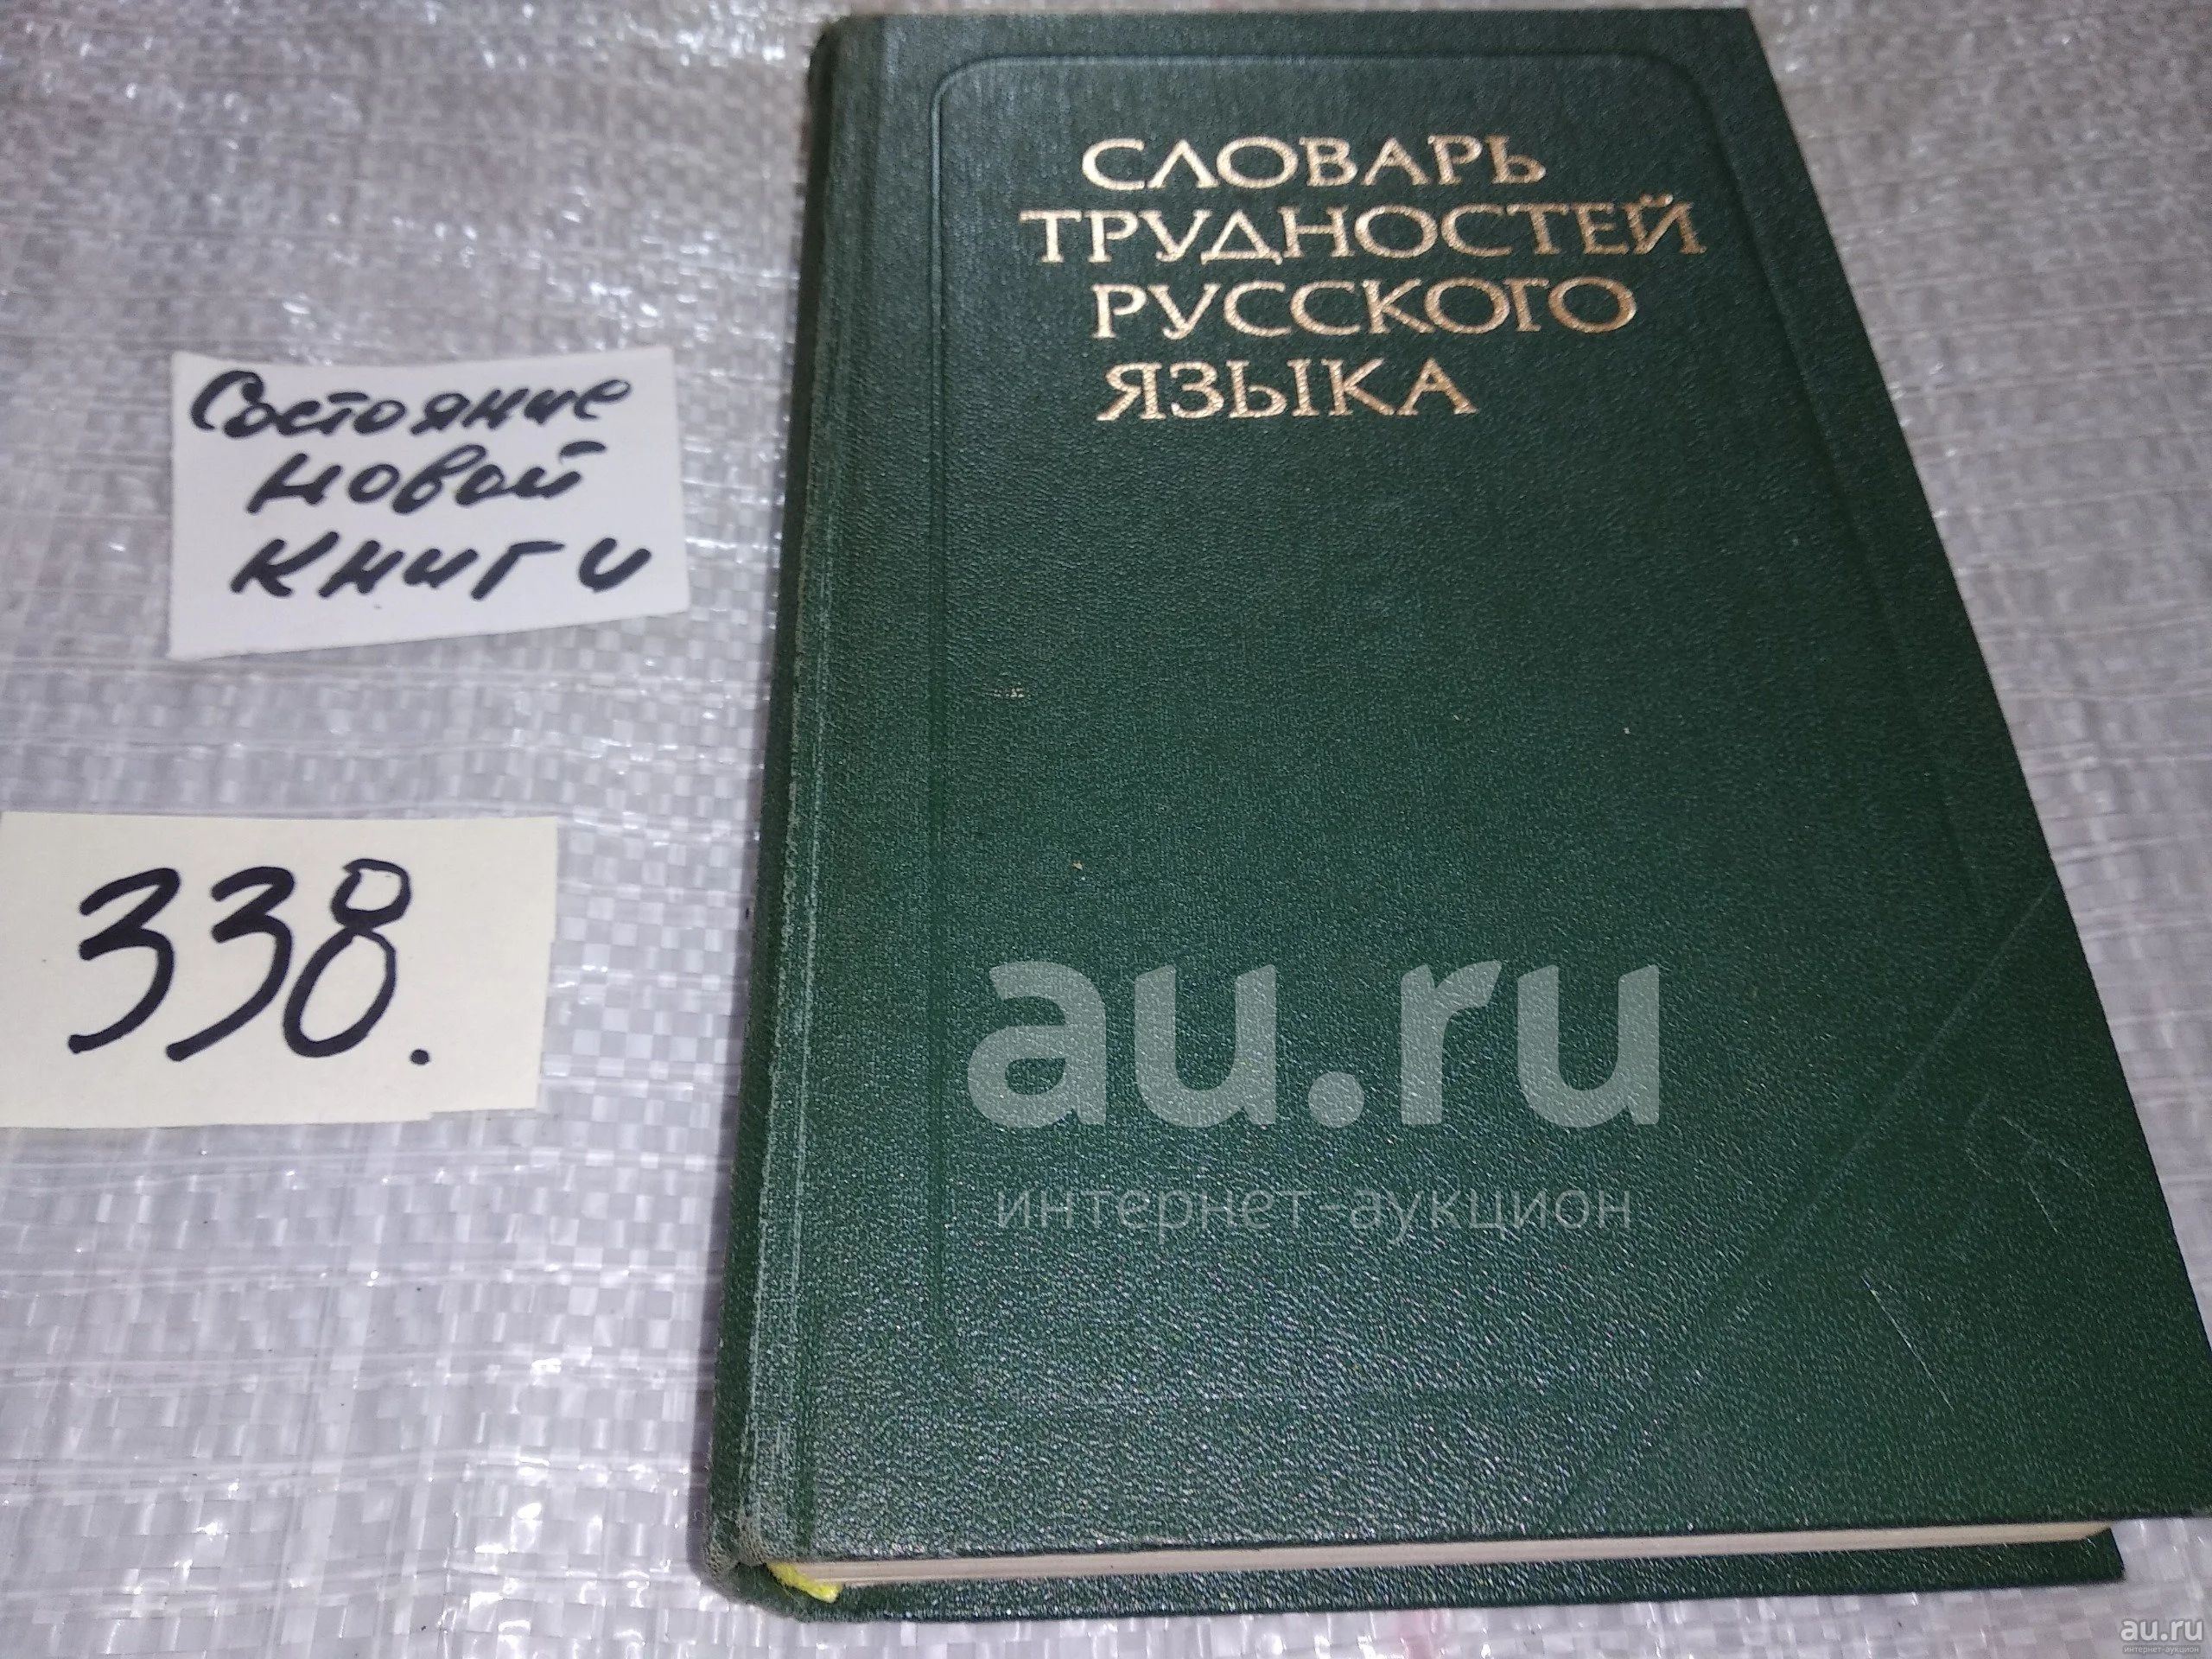 СЛОВАРЬ
ТРУДНОСТЕЙ
РУССКОГО
ЯЗЫКА
Состояние
новой
книги
338.
au.ru
интернет-аукцион
au.ru
интернет-аукцион